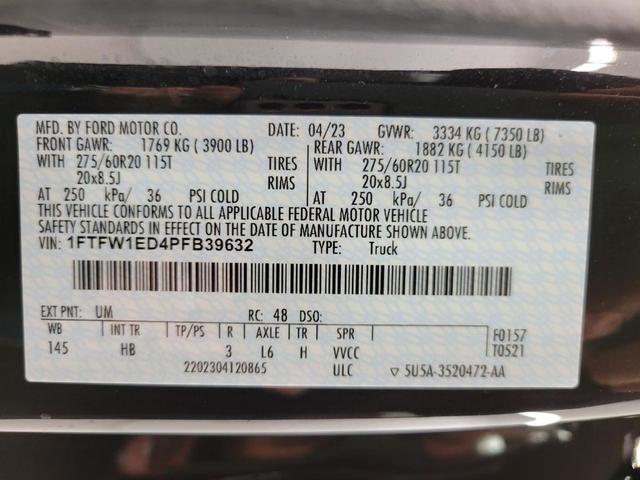 MFD. BY FORD MOTOR CO. DATE: 04/23 GVWR: 3334 KG ( 7350 LB)
FRONT GAWR: 1769 KG ( 3900 LB) REAR GAWR: 1882 KG ( 4150 LB)
WITH 275/60R20 115T TIRES WITH 275/60R20 115T TIRES
20x8.5J RIMS 20x8.5J RIMS
AT 250 kPa/ 36 PSI COLD AT 250 kPa/ 36 PSI COLD
THIS VEHICLE CONFORMS TO ALL APPLICABLE FEDERAL MOTOR VEHICLE
SAFETY STANDARDS IN EFFECT ON THE DATE OF MANUFACTURE SHOWN ABOVE.
VIN: 1FTFW1ED4PFB39632 TYPE: Truck
EXT PNT: UM RC: 48 DSO:
WB INT TR TP/PS R AXLE TR SPR F0157
145 HB 3 L6 H VVCC T0521
2202304120865 ULC ▽ 5U5A-3520472-AA